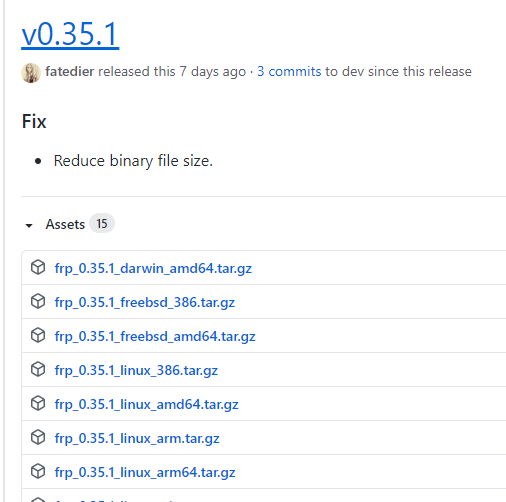 v0.35.1
fatedier released this 7 days ago · 3 commits to dev since this release
Fix
• Reduce binary file size.
Assets 15
frp_0.35.1_darwin_amd64.tar.gz
frp_0.35.1_freebsd_386.tar.gz
frp_0.35.1_freebsd_amd64.tar.gz
frp_0.35.1_linux_386.tar.gz
frp_0.35.1_linux_amd64.tar.gz
frp_0.35.1_linux_arm.tar.gz
frp_0.35.1_linux_arm64.tar.gz